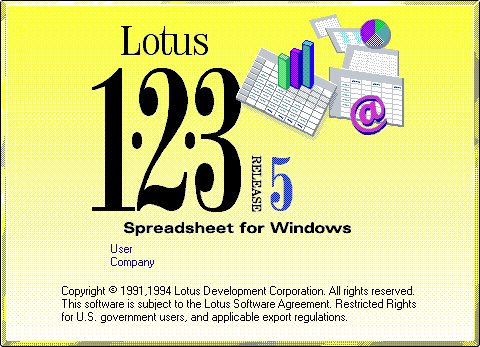 Lotus
1·2·3
@
RELEASE 5
Spreadsheet for Windows
User
Company
Copyright © 1991,1994 Lotus Development Corporation. All rights reserved.
This software is subject to the Lotus Software Agreement. Restricted Rights
for U.S. government users, and applicable export regulations.